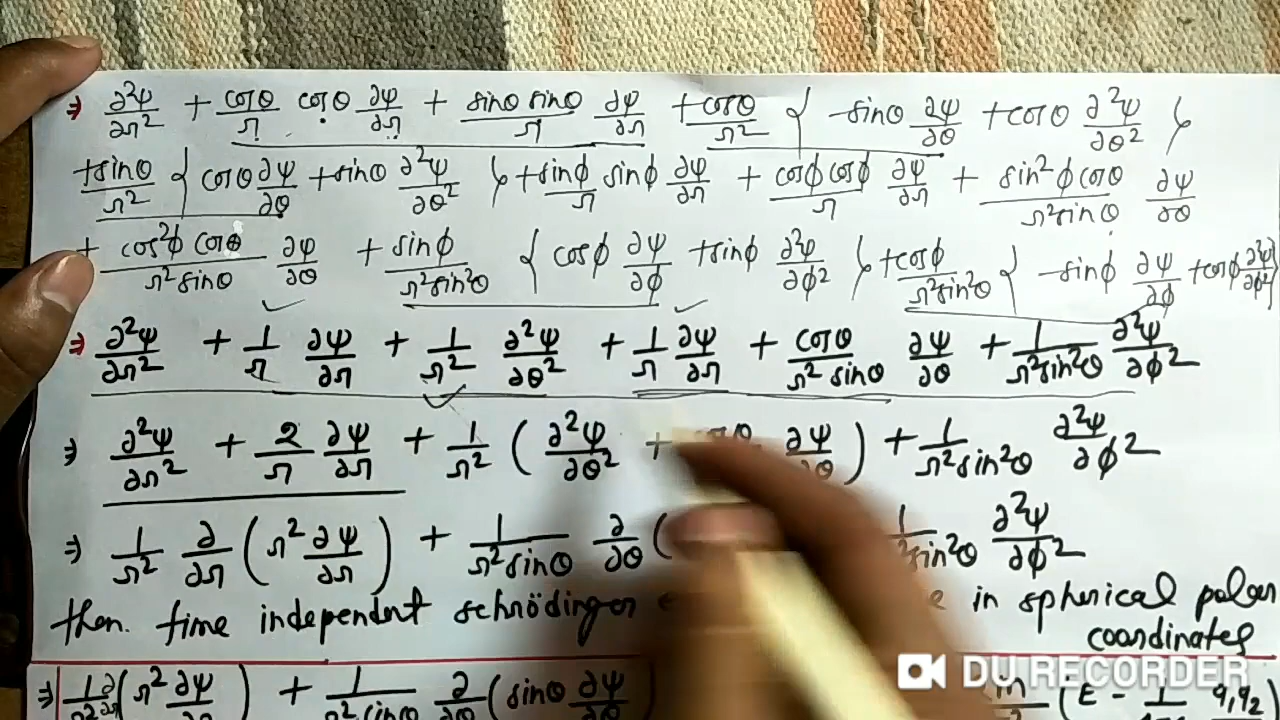 ⇒ ∂²ψ/∂r² + cosθ/r cosθ ∂ψ/∂r + sinθ sinθ/r ∂ψ/∂r + cosθ/r² { -sinθ ∂ψ/∂θ + cosθ ∂²ψ/∂θ² }
+ sinθ/r² { cosθ ∂ψ/∂θ + sinθ ∂²ψ/∂θ² } + sinϕ/r sinϕ ∂ψ/∂r + cosϕ cosϕ/r ∂ψ/∂r + sin²ϕ cosθ/r² sinθ ∂ψ/∂θ
+ cos²ϕ cosθ/r² sinθ ∂ψ/∂θ + sinϕ/r² sin²θ { cosϕ ∂ψ/∂ϕ + sinϕ ∂²ψ/∂ϕ² } + cosϕ/r² sin²θ { -sinϕ ∂ψ/∂ϕ + cosϕ ∂²ψ/∂ϕ² }
⇒ ∂²ψ/∂r² + 1/r ∂ψ/∂r + 1/r² ∂²ψ/∂θ² + 1/r ∂ψ/∂r + cosθ/r² sinθ ∂ψ/∂θ + 1/r² sin²θ ∂²ψ/∂ϕ²
⇒ ∂²ψ/∂r² + 2/r ∂ψ/∂r + 1/r² ( ∂²ψ/∂θ² + ∂ψ/∂θ ) + 1/r² sin²θ ∂²ψ/∂ϕ²
⇒ 1/r² ∂/∂r ( r² ∂ψ/∂r ) + 1/r² sinθ ∂/∂θ ( sin²θ ∂²ψ/∂ϕ²
then. time independent schrödinger in spherical polar
coordinates
⇒ 1/r² ∂/∂r ( r² ∂ψ/∂r ) + 1/r² sinθ ∂/∂θ ( sinθ ∂ψ/∂θ ( E - 1 q₁q₂
DU RECORDER